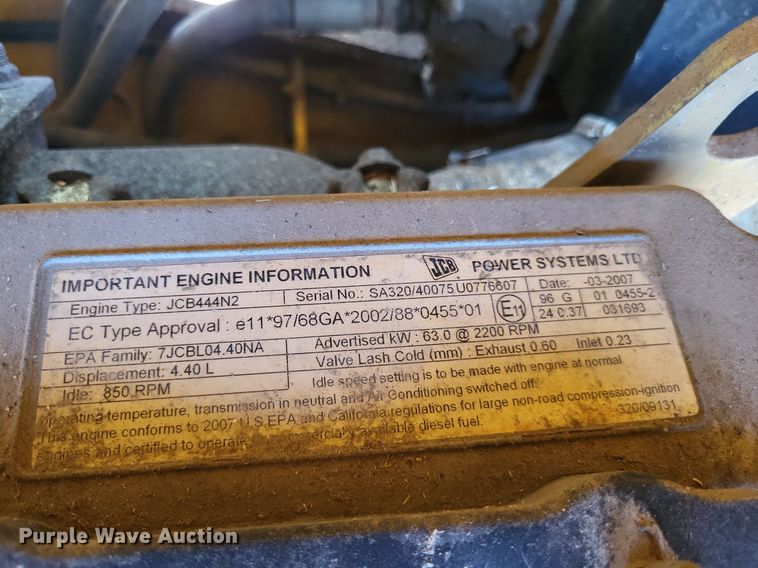 IMPORTANT ENGINE INFORMATION JCB POWER SYSTEMS LTD
Engine Type: JCB444N2 Serial No.: SA320/40075 U0776607 Date: -03-2007
EC Type Approval : e11*97/68GA*2002/88*0455*01 E11 96 G 01 0455-2
24 0.37 031693
EPA Family: 7JCBL04.40NA Advertised kW : 63.0 @ 2200 RPM
Displacement: 4.40 L Valve Lash Cold (mm) : Exhaust 0.60 Inlet 0.23
Idle: 850 RPM Idle speed setting is to be made with engine at normal
operating temperature, transmission in neutral and Air Conditioning switched off.
This engine conforms to 2007 U.S.EPA and California regulations for large non-road compression-ignition
engines and certified to operate commercially available diesel fuel. 320/09131
Purple Wave Auction